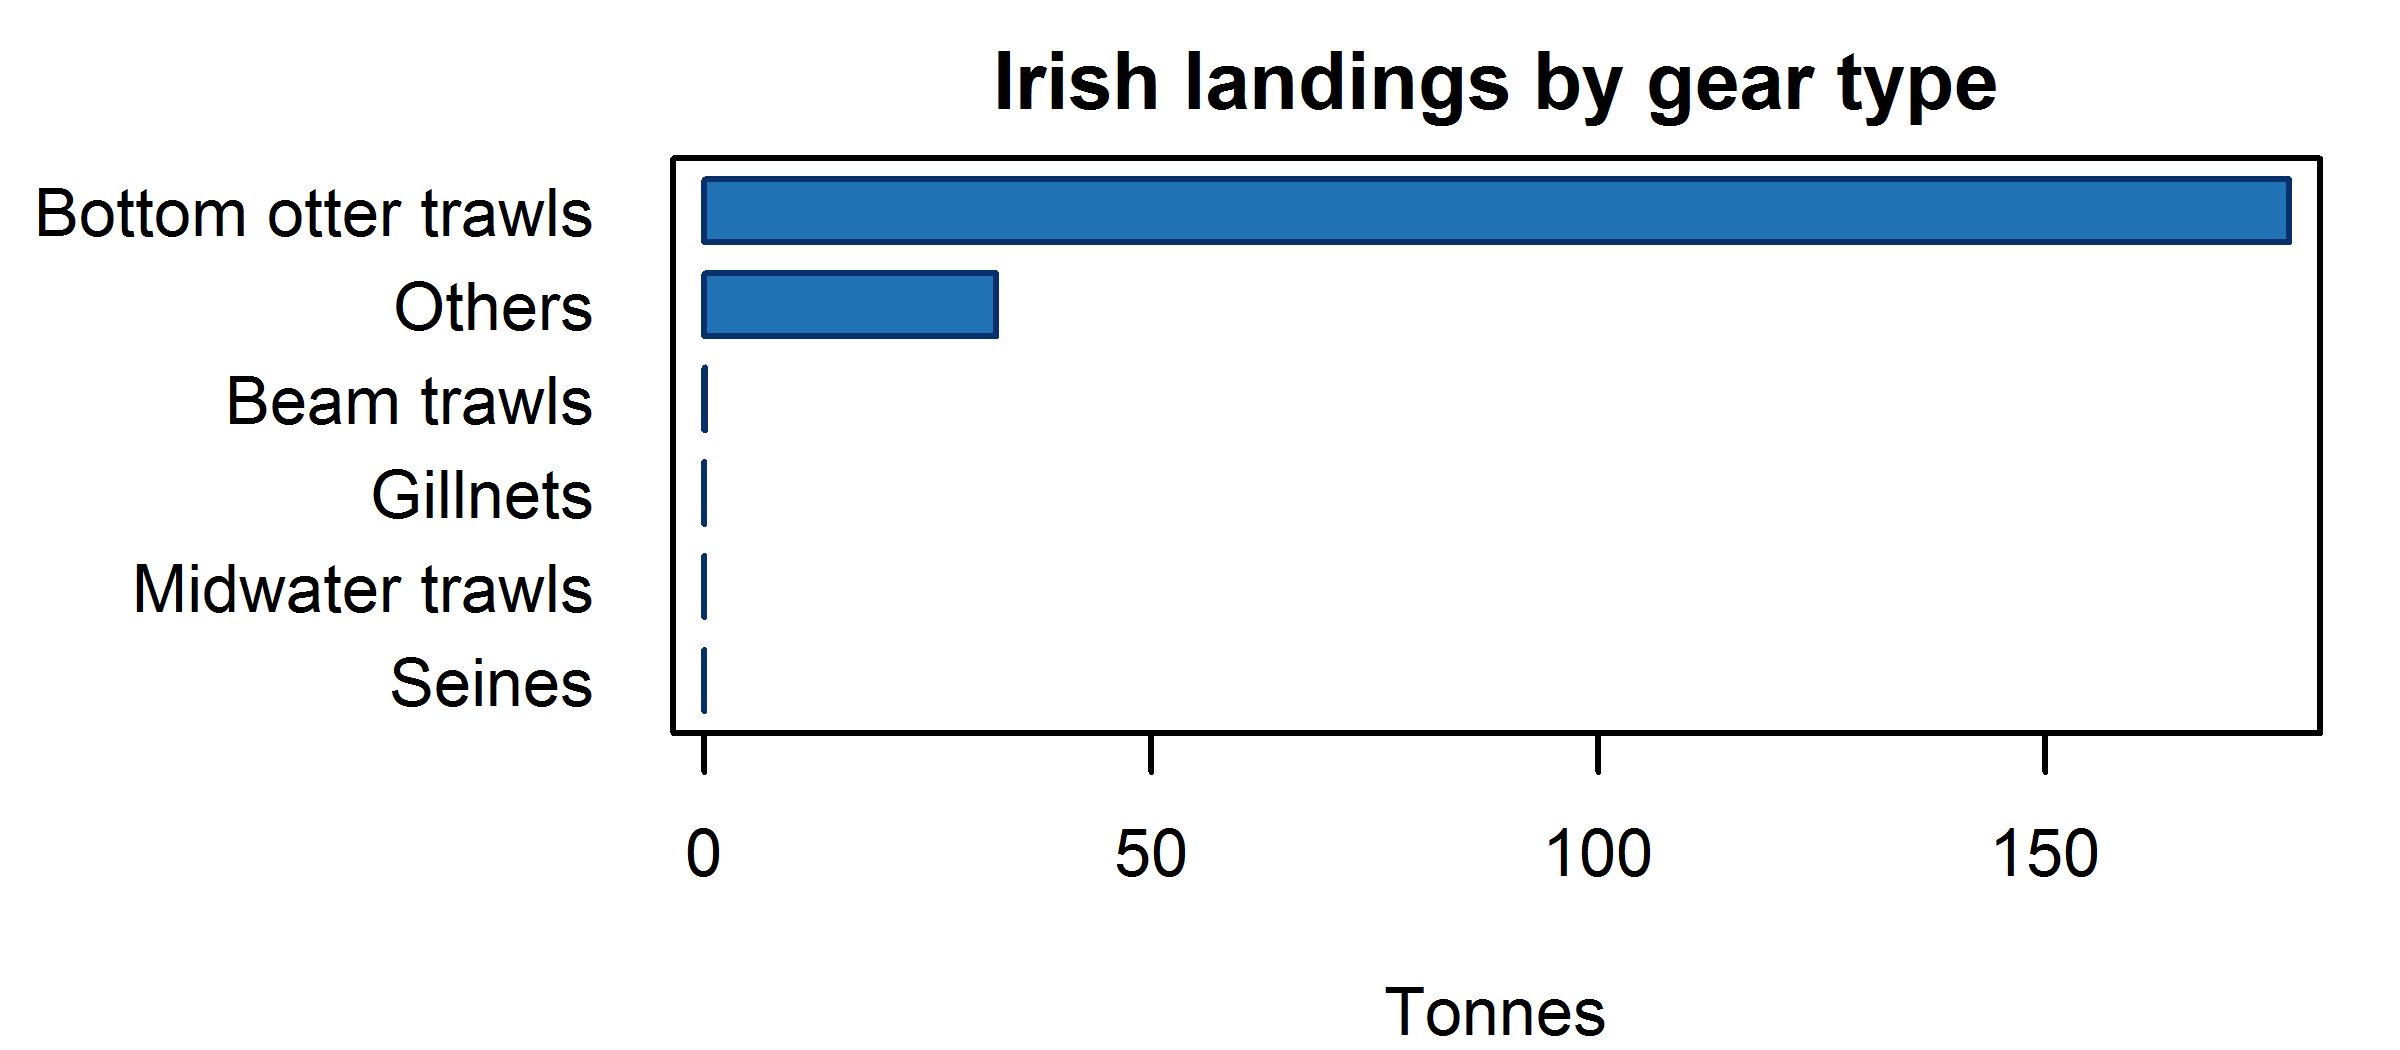 Irish landings by gear type
Bottom otter trawls
Others
Beam trawls
Gillnets
Midwater trawls
Seines
0 50 100 150
Tonnes